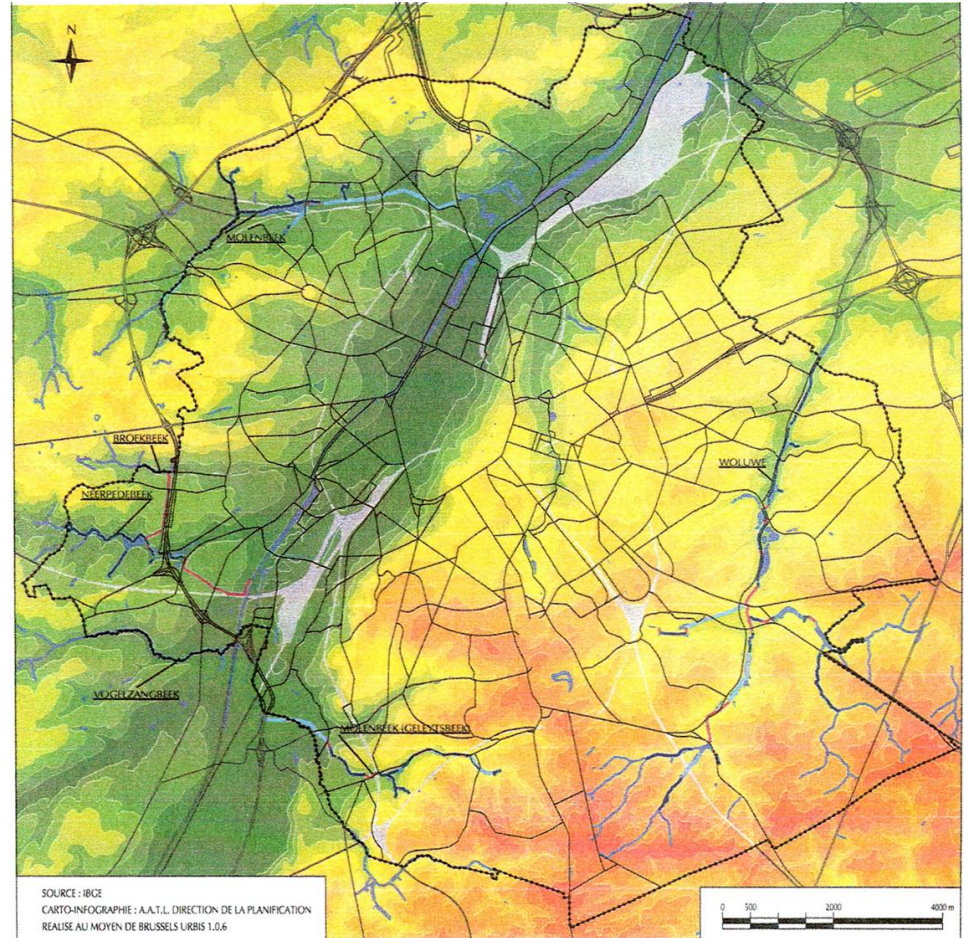 N
MOLENBEEK
BROEKBEEK
NEERPEDEBEEK
WOLUWE
VOGELZANGBEEK
MOLENBEEK (GELEYTSBEEK)
SOURCE : IBGE
CARTO-INFOGRAPHIE : A.A.T.L. DIRECTION DE LA PLANIFICATION
REALISE AU MOYEN DE BRUSSELS URBIS 1.0.6
0 500 2000 4000 m